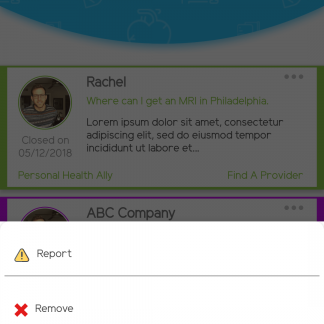 Rachel
Where can I get an MRI in Philadelphia.
Lorem ipsum dolor sit amet, consectetur
adipiscing elit, sed do eiusmod tempor
incididunt ut labore et...
Closed on
05/12/2018
Personal Health Ally
Find A Provider
ABC Company
Report
Remove